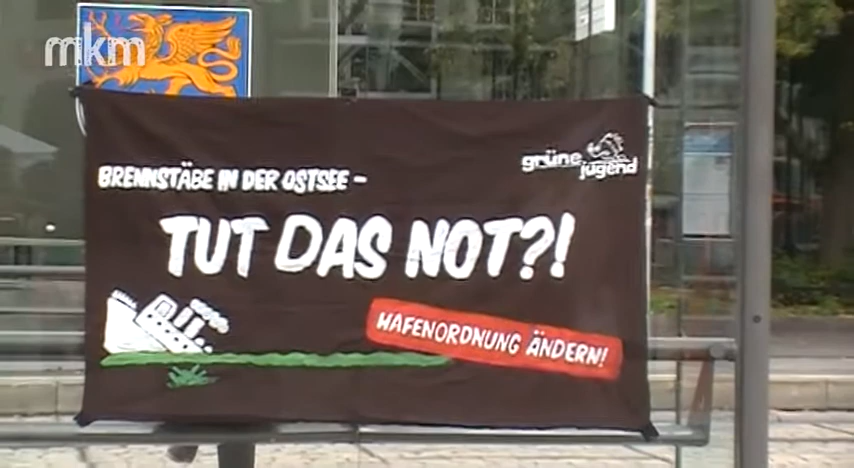 mkm
grüne
jugend
BRENNSTÄBE IN DER OSTSEE -
TUT DAS NOT?!
HAFENORDNUNG ÄNDERN!